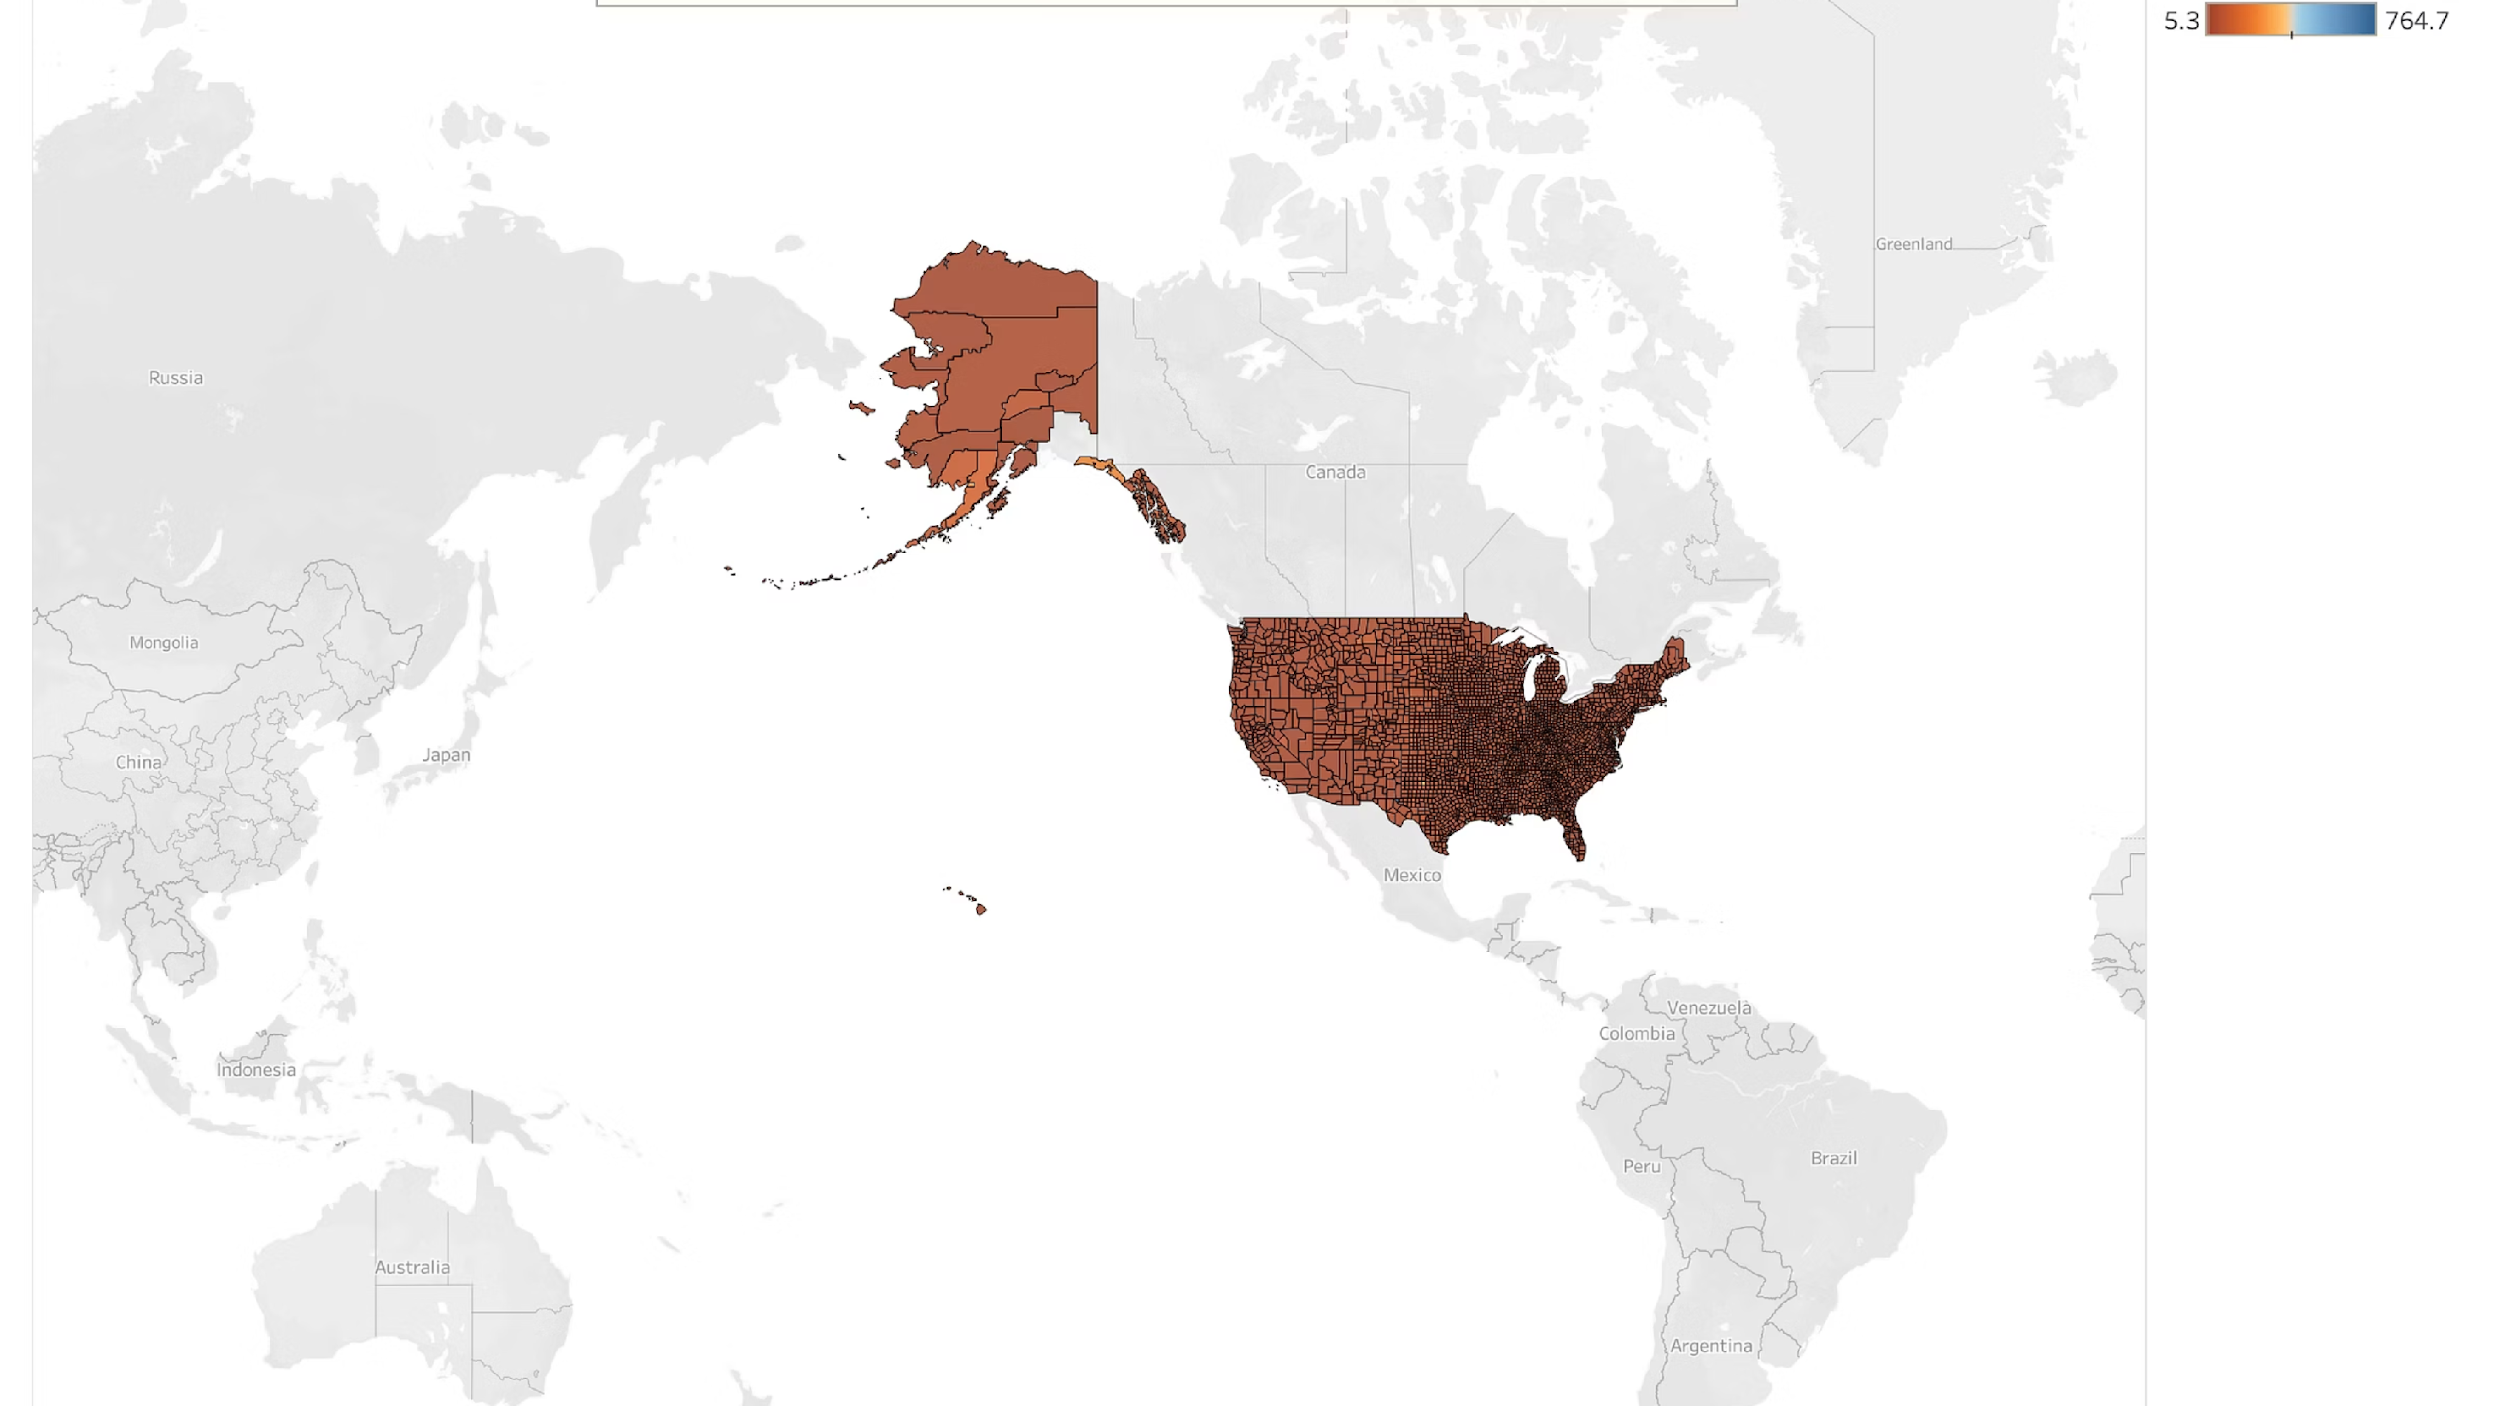 5.3 764.7
Greenland
Russia
Canada
Mongolia
Japan
China
Mexico
Venezuela
Colombia
Indonesia
Brazil
Peru
Australia
Argentina